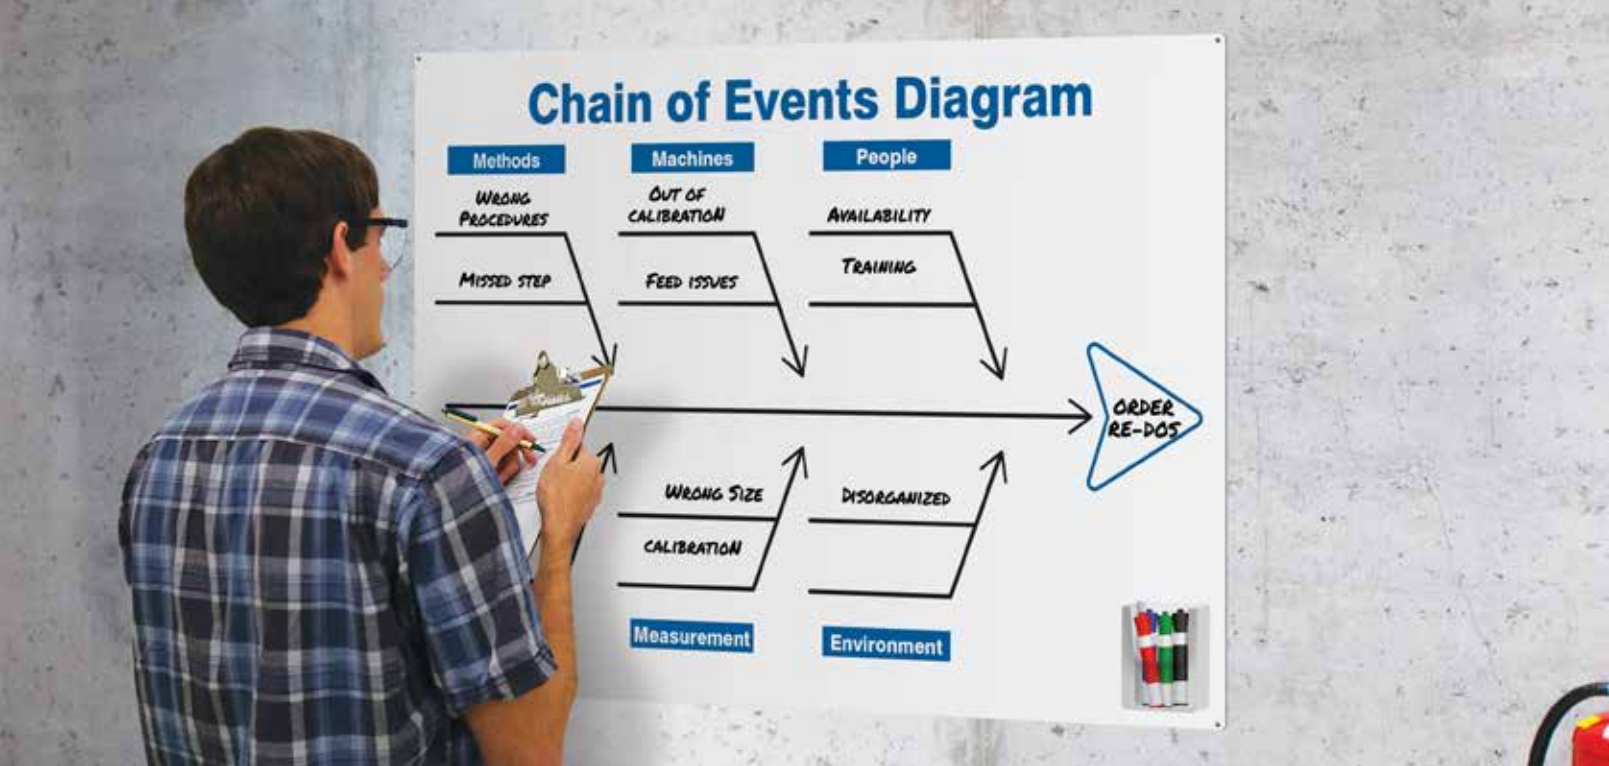 Chain of Events Diagram
Methods
Machines
People
WRONG
PROCEDURES
OUT OF
CALIBRATION
AVAILABILITY
MISSED STEP
FEED ISSUES
TRAINING
ORDER
RE-DOS
WRONG SIZE
DISORGANIZED
CALIBRATION
Measurement
Environment